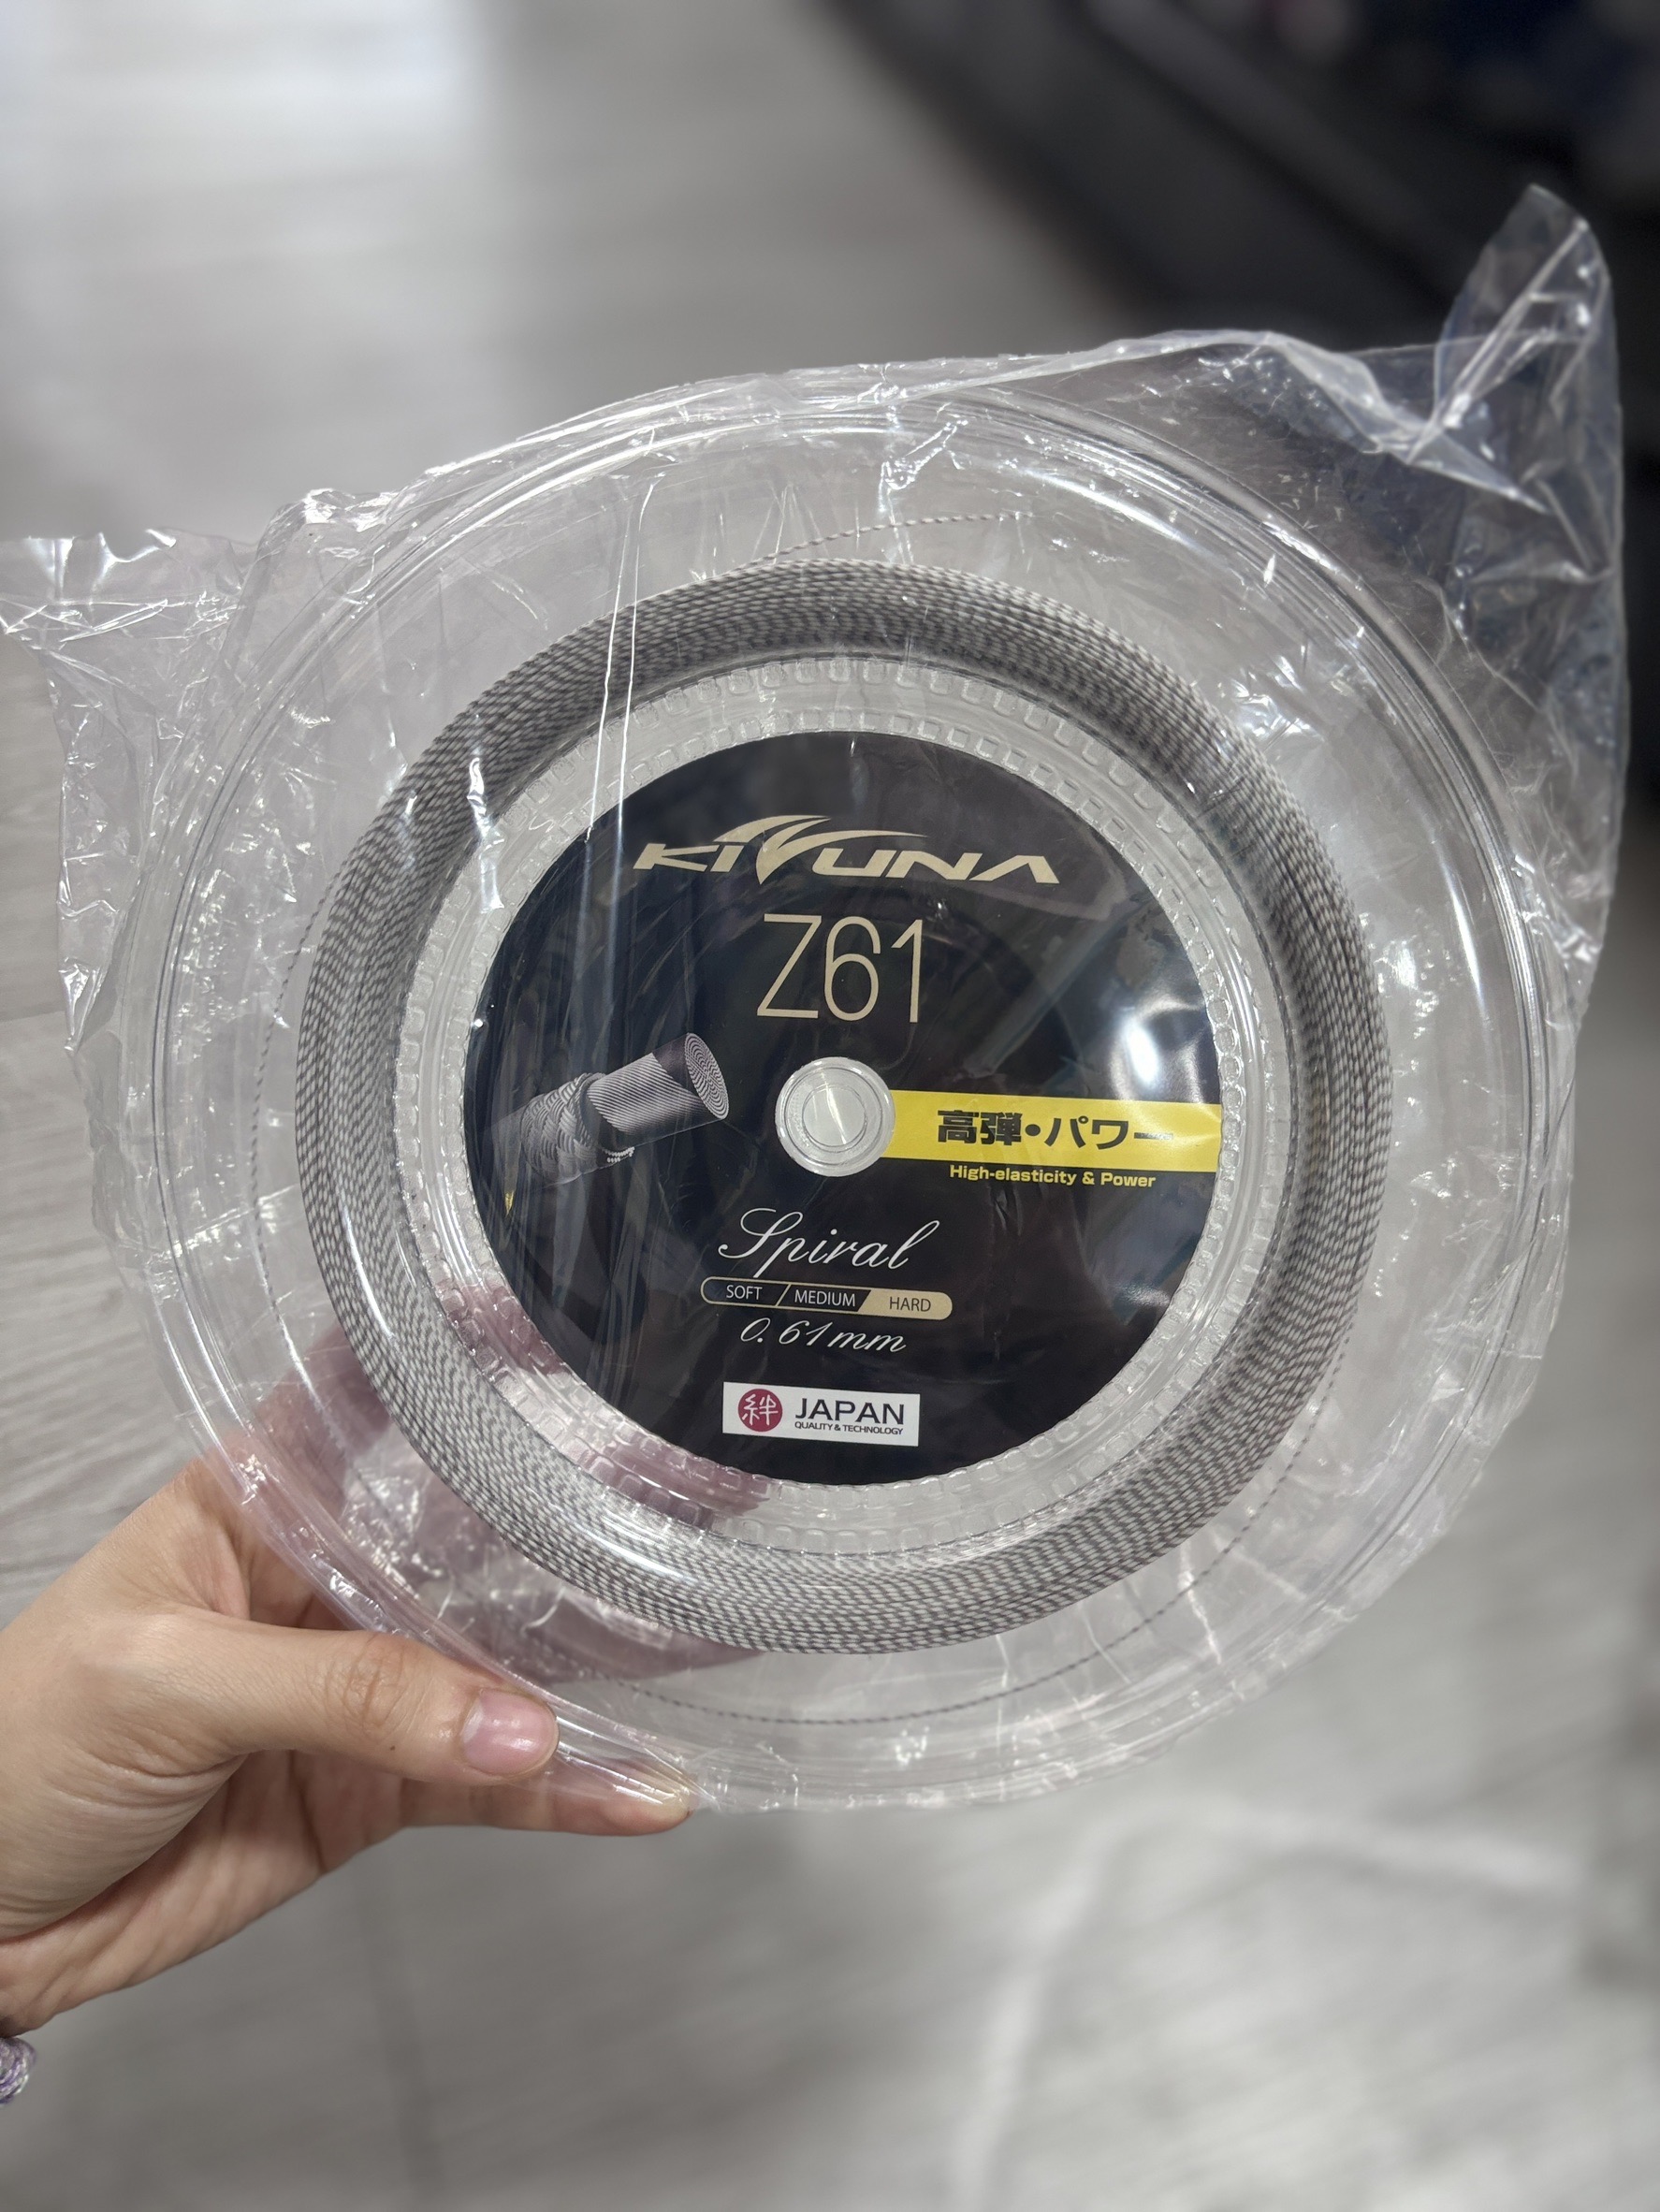 KIZUNA
Z61
高弾・パワー
High-elasticity & Power
Spiral
SOFT MEDIUM HARD
0.61mm
絆 JAPAN
QUALITY & TECHNOLOGY